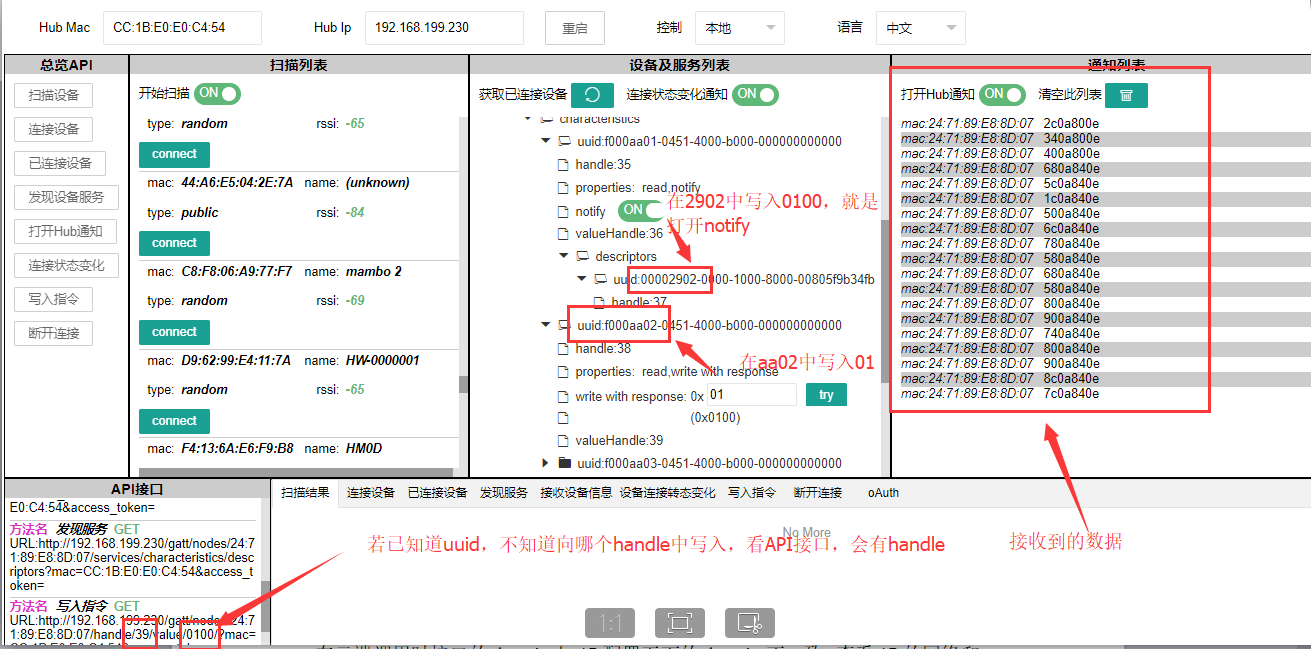 Hub Mac CC:1B:E0:E0:C4:54 Hub Ip 192.168.199.230 重启 控制 本地 语言 中文
总览API
扫描设备
连接设备
已连接设备
发现设备服务
打开Hub通知
连接状态变化
写入指令
断开连接
扫描列表
开始扫描 ON
type: random rssi: -65
connect
mac: 44:A6:E5:04:2E:7A name: (unknown)
type: public rssi: -84
connect
mac: C8:F8:06:A9:77:F7 name: mambo 2
type: random rssi: -69
connect
mac: D9:62:99:E4:11:7A name: HW-0000001
type: random rssi: -65
connect
mac: F4:13:6A:E6:F9:B8 name: HM0D
设备及服务列表
获取已连接设备 连接状态变化通知 ON
characteristics
uuid:f000aa01-0451-4000-b000-000000000000
handle:35
properties: read,notify
notify ON
在2902中写入0100，就是
打开notify
valueHandle:36
descriptors
uuid:00002902-0000-1000-8000-00805f9b34fb
handle:37
uuid:f000aa02-0451-4000-b000-000000000000
handle:38
在aa02中写入01
properties: read,write with response
write with response: 0x 01 try
(0x0100)
valueHandle:39
uuid:f000aa03-0451-4000-b000-000000000000
通知列表
打开Hub通知 ON 清空此列表
mac:24:71:89:E8:8D:07 2c0a800e
mac:24:71:89:E8:8D:07 340a800e
mac:24:71:89:E8:8D:07 400a800e
mac:24:71:89:E8:8D:07 680a850e
mac:24:71:89:E8:8D:07 5c0a840e
mac:24:71:89:E8:8D:07 1c0a840e
mac:24:71:89:E8:8D:07 500a840e
mac:24:71:89:E8:8D:07 6c0a840e
mac:24:71:89:E8:8D:07 780a840e
mac:24:71:89:E8:8D:07 580a840e
mac:24:71:89:E8:8D:07 680a840e
mac:24:71:89:E8:8D:07 580a840e
mac:24:71:89:E8:8D:07 800a840e
mac:24:71:89:E8:8D:07 900a840e
mac:24:71:89:E8:8D:07 740a840e
mac:24:71:89:E8:8D:07 800a840e
mac:24:71:89:E8:8D:07 900a840e
mac:24:71:89:E8:8D:07 8c0a840e
mac:24:71:89:E8:8D:07 7c0a840e
接收到的数据
API接口
E0:C4:54&access_token=
方法名 发现服务 GET
URL:http://192.168.199.230/gatt/nodes/24:7
1:89:E8:8D:07/services/characteristics/des
criptors?mac=CC:1B:E0:E0:C4:54&access_t
oken=
方法名 写入指令 GET
URL:http://192.168.199.230/gatt/nodes/24:7
1:89:E8:8D:07/handle/39/value/0100/?mac=
扫描结果 连接设备 已连接设备 发现服务 接收设备信息 设备连接转态变化 写入指令 断开连接 oAuth
No More
若已知道uuid，不知道向哪个handle中写入，看API接口，会有handle
1:1